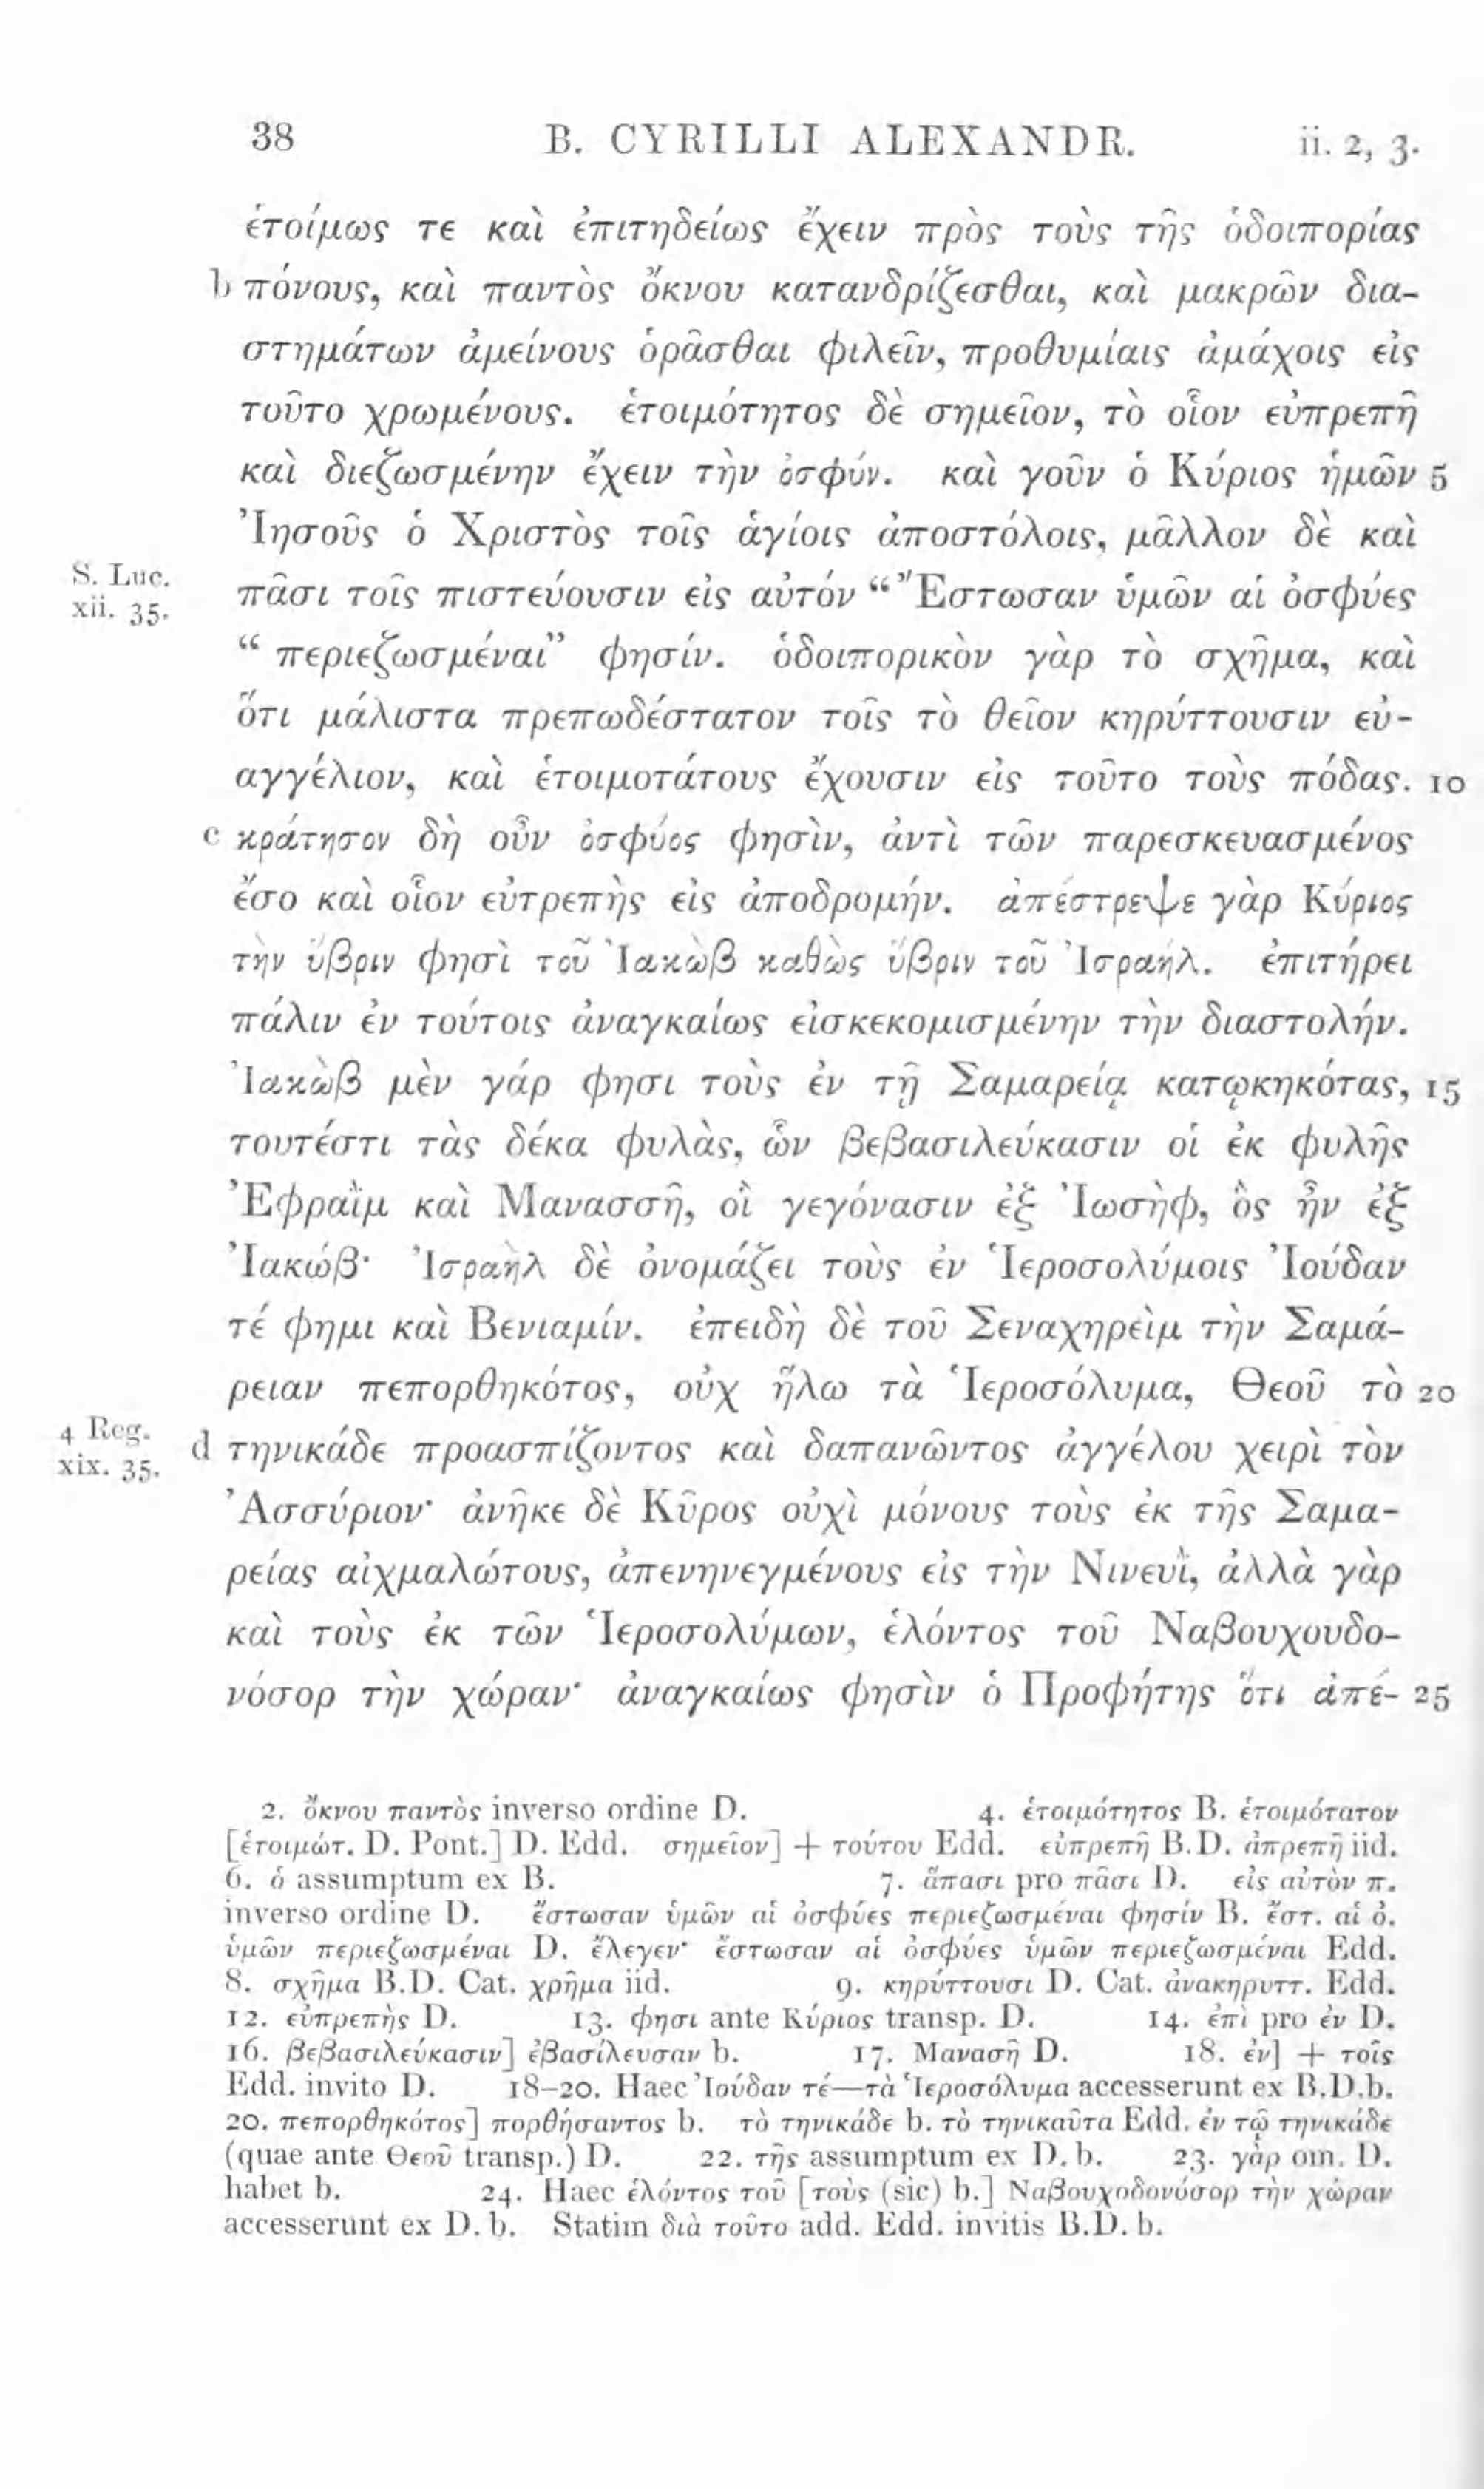 38 B. CYRILLI ALEXANDR. ii. 2, 3.
ἑτοίμως τε καὶ ἐπιτηδείως ἔχειν πρὸς τοὺς τῆς ὁδοιπορίας
b πόνους, καὶ παντὸς ὄκνου κατανδρίζεσθαι, καὶ μακρῶν δια-
στημάτων ἀμείνους ὁρᾶσθαι φιλεῖν, προθυμίαις ἀμάχοις εἰς
τοῦτο χρωμένους. ἑτοιμότητος δὲ σημεῖον, τὸ οἷον εὐπρεπῆ
καὶ διεζωσμένην ἔχειν τὴν ὀσφύν. καὶ γοῦν ὁ Κύριος ἡμῶν 5
Ἰησοῦς ὁ Χριστὸς τοῖς ἁγίοις ἀποστόλοις, μᾶλλον δὲ καὶ
S. Luc. xii. 35. πᾶσι τοῖς πιστεύουσιν εἰς αὐτόν “Ἔστωσαν ὑμῶν αἱ ὀσφύες
“ περιεζωσμέναι” φησίν. ὁδοιπορικὸν γὰρ τὸ σχῆμα, καὶ
ὅτι μάλιστα πρεπωδέστατον τοῖς τὸ θεῖον κηρύττουσιν εὐ-
αγγέλιον, καὶ ἑτοιμοτάτους ἔχουσιν εἰς τοῦτο τοὺς πόδας. 10
c κράτησον δὴ οὖν ὀσφύος φησὶν, ἀντὶ τῶν παρεσκευασμένος
ἔσο καὶ οἷον εὐτρεπὴς εἰς ἀποδρομήν. ἀπέστρεψε γὰρ Κύριος
τὴν ὕβριν φησὶ τοῦ Ἰακὼβ καθὼς ὕβριν τοῦ Ἰσραήλ. ἐπιτήρει
πάλιν ἐν τούτοις ἀναγκαίως εἰσκεκομισμένην τὴν διαστολήν.
Ἰακὼβ μὲν γάρ φησι τοὺς ἐν τῇ Σαμαρείᾳ κατῳκηκότας, 15
τουτέστι τὰς δέκα φυλὰς, ὧν βεβασιλεύκασιν οἱ ἐκ φυλῆς
Ἐφραῒμ καὶ Μανασσῆ, οἳ γεγόνασιν ἐξ Ἰωσὴφ, ὃς ἦν ἐξ
Ἰακώβ· Ἰσραὴλ δὲ ὀνομάζει τοὺς ἐν Ἱεροσολύμοις Ἰούδαν
τέ φημι καὶ Βενιαμίν. ἐπειδὴ δὲ τοῦ Σεναχηρεὶμ τὴν Σαμά-
ρειαν πεπορθηκότος, οὐχ ἥλω τὰ Ἱεροσόλυμα, Θεοῦ τὸ 20
4 Reg. xix. 35. d τηνικάδε προασπίζοντος καὶ δαπανῶντος ἀγγέλου χειρὶ τὸν
Ἀσσύριον· ἀνῆκε δὲ Κῦρος οὐχὶ μόνους τοὺς ἐκ τῆς Σαμα-
ρείας αἰχμαλώτους, ἀπενηνεγμένους εἰς τὴν Νινευῒ, ἀλλὰ γὰρ
καὶ τοὺς ἐκ τῶν Ἱεροσολύμων, ἑλόντος τοῦ Ναβουχουδο-
νόσορ τὴν χώραν· ἀναγκαίως φησὶν ὁ Προφήτης ὅτι ἀπέ- 25
2. ὄκνου παντὸς inverso ordine D. 4. ἑτοιμότητος B. ἑτοιμότατον
[ἑτοιμώτ. D. Pont.] D. Edd. σημεῖον] + τούτου Edd. εὐπρεπῆ B.D. ἀπρεπῆ iid.
6. ὁ assumptum ex B. 7. ἅπασι pro πᾶσι D. εἰς αὐτὸν π.
inverso ordine D. ἔστωσαν ὑμῶν αἱ ὀσφύες περιεζωσμέναι φησίν B. ἔστ. αἱ ὀ.
ὑμῶν περιεζωσμέναι D. ἔλεγεν· ἔστωσαν αἱ ὀσφύες ὑμῶν περιεζωσμέναι Edd.
8. σχῆμα B.D. Cat. χρῆμα iid. 9. κηρύττουσι D. Cat. ἀνακηρυττ. Edd.
12. εὐπρεπὴς D. 13. φησι ante Κύριος transp. D. 14. ἐπὶ pro ἐν D.
16. βεβασιλεύκασιν] ἐβασίλευσαν b. 17. Μανασῆ D. 18. ἐν] + τοῖς
Edd. invito D. 18–20. Haec Ἰούδαν τέ—τὰ Ἱεροσόλυμα accesserunt ex B.D.b.
20. πεπορθηκότος] πορθήσαντος b. τὸ τηνικάδε b. τὸ τηνικαῦτα Edd. ἐν τῷ τηνικάδε
(quae ante Θεοῦ transp.) D. 22. τῆς assumptum ex D. b. 23. γὰρ om. D.
habet b. 24. Haec ἑλόντος τοῦ [τοὺς (sic) b.] Ναβουχοδονόσορ τὴν χώραν
accesserunt ex D. b. Statim διὰ τοῦτο add. Edd. invitis B.D. b.